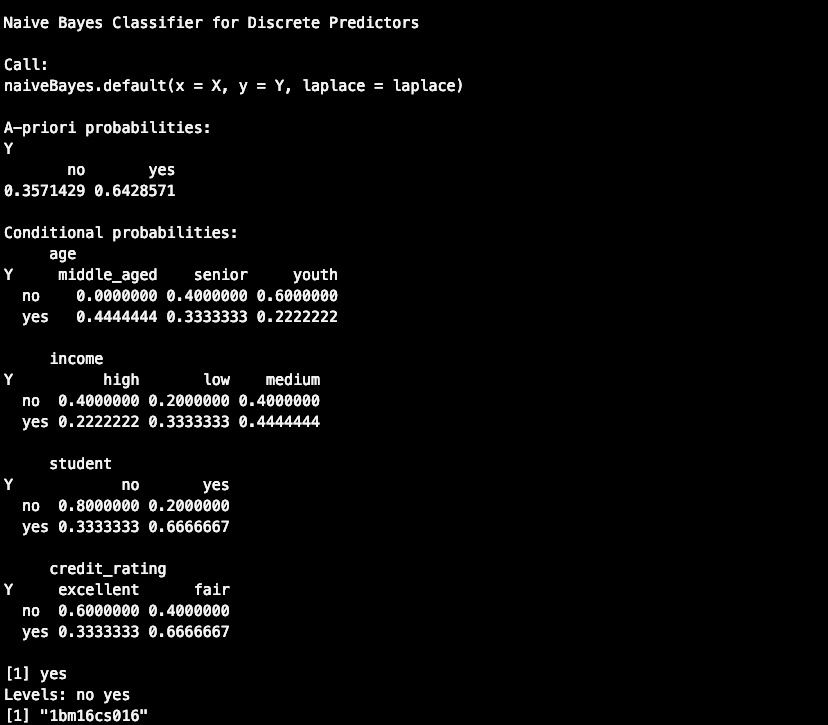 Naive Bayes Classifier for Discrete Predictors
Call:
naiveBayes.default(x = X, y = Y, laplace = laplace)
A-priori probabilities:
Y
no yes
0.3571429 0.6428571
Conditional probabilities:
age
Y middle_aged senior youth
no 0.0000000 0.4000000 0.6000000
yes 0.4444444 0.3333333 0.2222222
income
Y high low medium
no 0.4000000 0.2000000 0.4000000
yes 0.2222222 0.3333333 0.4444444
student
Y no yes
no 0.8000000 0.2000000
yes 0.3333333 0.6666667
credit_rating
Y excellent fair
no 0.6000000 0.4000000
yes 0.3333333 0.6666667
[1] yes
Levels: no yes
[1] "1bm16cs016"